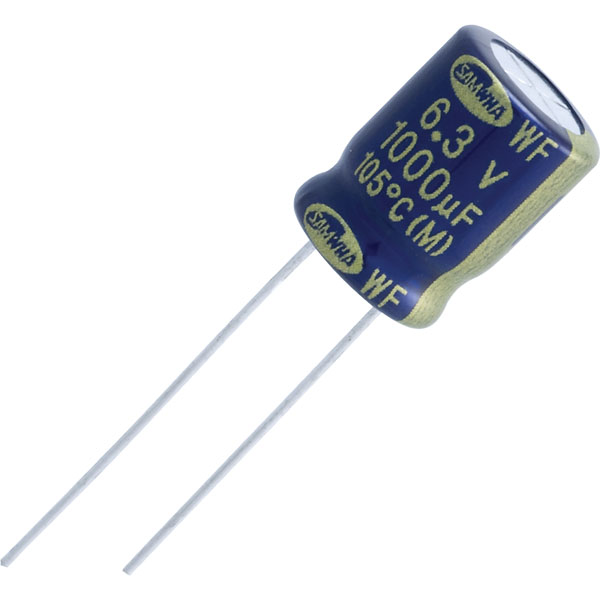 SAMWHA WF
6.3 V
1000µF
105°C(M)
SAMWHA WF